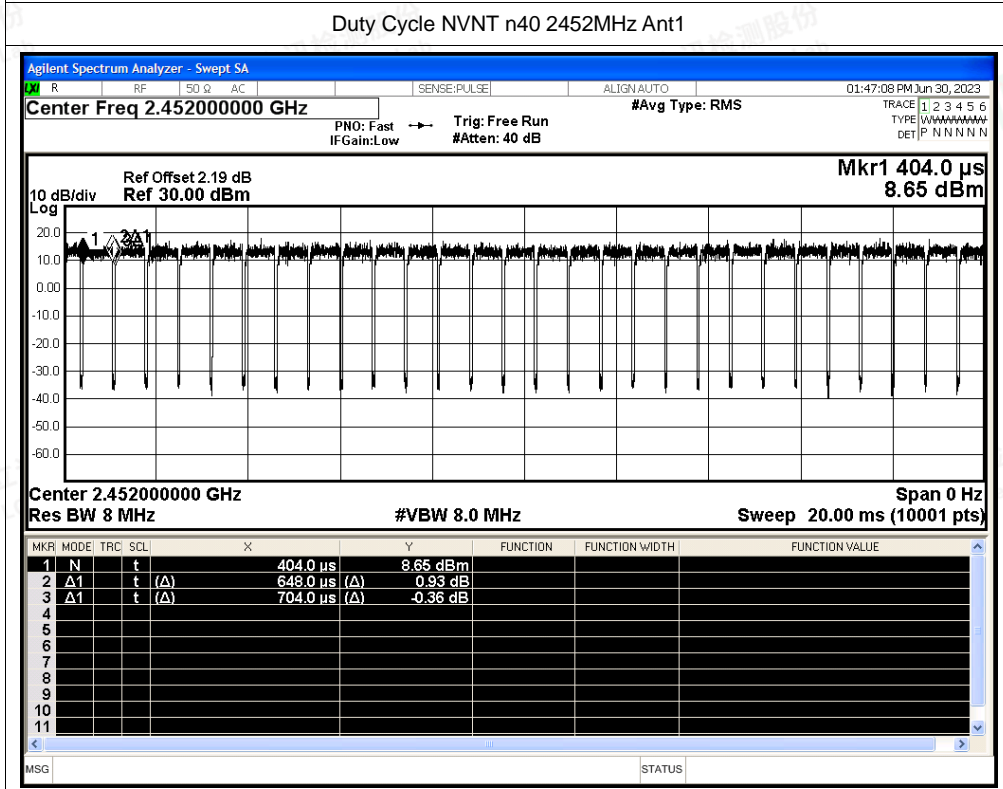 Duty Cycle NVNT n40 2452MHz Ant1
Agilent Spectrum Analyzer - Swept SA
LXI R RF 50 Ω AC SENSE:PULSE ALIGN AUTO 01:47:08 PM Jun 30, 2023
Center Freq 2.452000000 GHz #Avg Type: RMS TRACE 1 2 3 4 5 6
PNO: Fast Trig: Free Run TYPE
IFGain:Low #Atten: 40 dB DET P N N N N N
Mkr1 404.0 µs
Ref Offset 2.19 dB
10 dB/div Ref 30.00 dBm 8.65 dBm
Log
20.0
1 3Δ1
10.0
0.00
-10.0
-20.0
-30.0
-40.0
-50.0
-60.0
Center 2.452000000 GHz Span 0 Hz
Res BW 8 MHz #VBW 8.0 MHz Sweep 20.00 ms (10001 pts)
MKR MODE TRC SCL X Y FUNCTION FUNCTION WIDTH FUNCTION VALUE
1 N t 404.0 µs 8.65 dBm
2 Δ1 t (Δ) 648.0 µs (Δ) 0.93 dB
3 Δ1 t (Δ) 704.0 µs (Δ) -0.36 dB
4
5
6
7
8
9
10
11
MSG STATUS